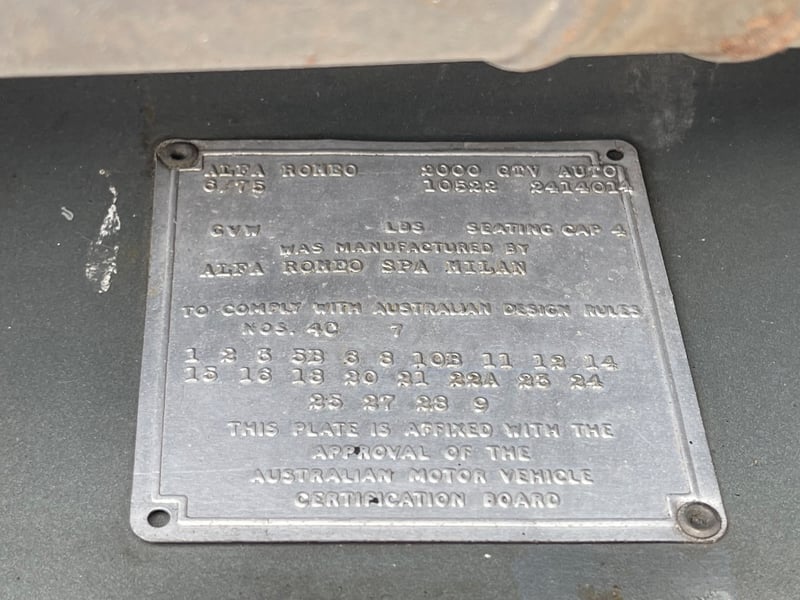 ALFA ROMEO 2000 GTV AUTO
6/75 10522 2414014
GVW LBS SEATING CAP 4
WAS MANUFACTURED BY
ALFA ROMEO SPA MILAN
TO COMPLY WITH AUSTRALIAN DESIGN RULES
NOS. 4C 7
1 2 3 5B 6 8 10B 11 12 14
15 16 18 20 21 22A 23 24
25 27 28 9
THIS PLATE IS AFFIXED WITH THE
APPROVAL OF THE
AUSTRALIAN MOTOR VEHICLE
CERTIFICATION BOARD